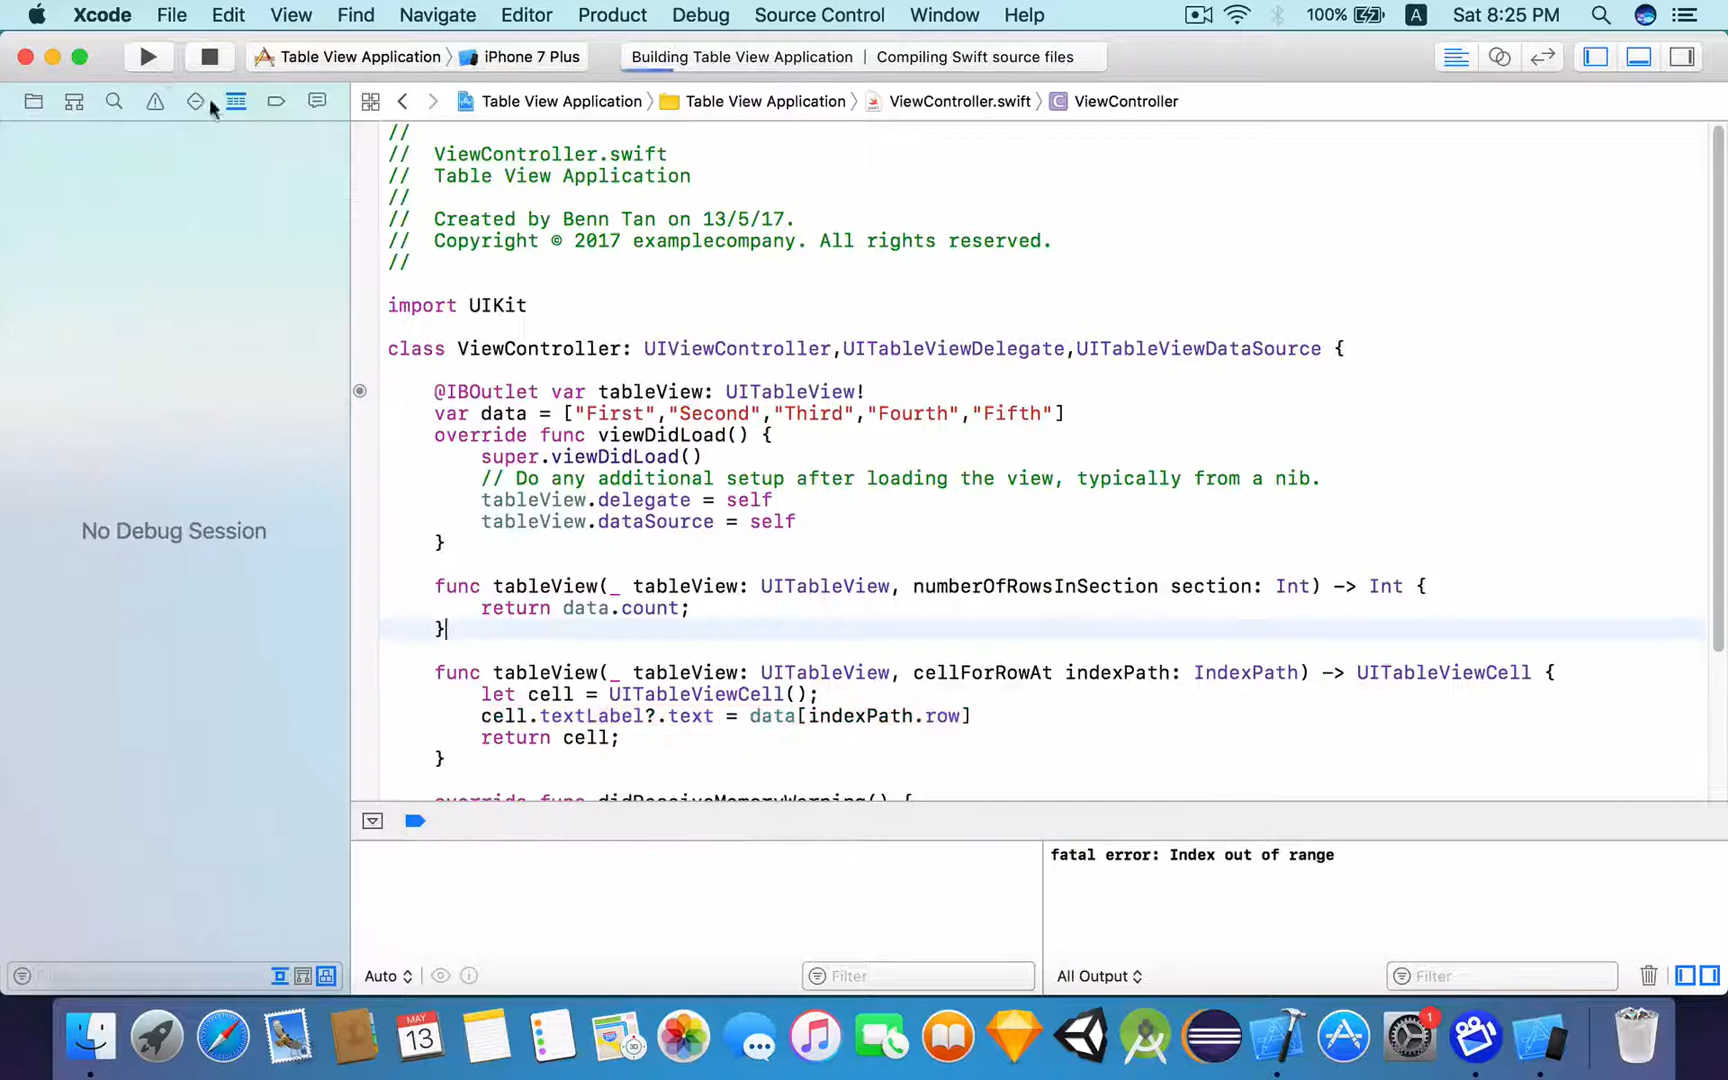 Xcode File Edit View Find Navigate Editor Product Debug Source Control Window Help 100% A Sat 8:25 PM
Table View Application iPhone 7 Plus Building Table View Application Compiling Swift source files
Table View Application Table View Application ViewController.swift C ViewController
//
// ViewController.swift
// Table View Application
//
// Created by Benn Tan on 13/5/17.
// Copyright © 2017 examplecompany. All rights reserved.
//
import UIKit
class ViewController: UIViewController,UITableViewDelegate,UITableViewDataSource {
@IBOutlet var tableView: UITableView!
var data = ["First","Second","Third","Fourth","Fifth"]
override func viewDidLoad() {
super.viewDidLoad()
// Do any additional setup after loading the view, typically from a nib.
tableView.delegate = self
tableView.dataSource = self
}
func tableView(_ tableView: UITableView, numberOfRowsInSection section: Int) -> Int {
return data.count;
}
func tableView(_ tableView: UITableView, cellForRowAt indexPath: IndexPath) -> UITableViewCell {
let cell = UITableViewCell();
cell.textLabel?.text = data[indexPath.row]
return cell;
}
override func didReceiveMemoryWarning() {
No Debug Session
fatal error: Index out of range
Filter
Auto
Filter
All Output
Filter
MAY
13
1